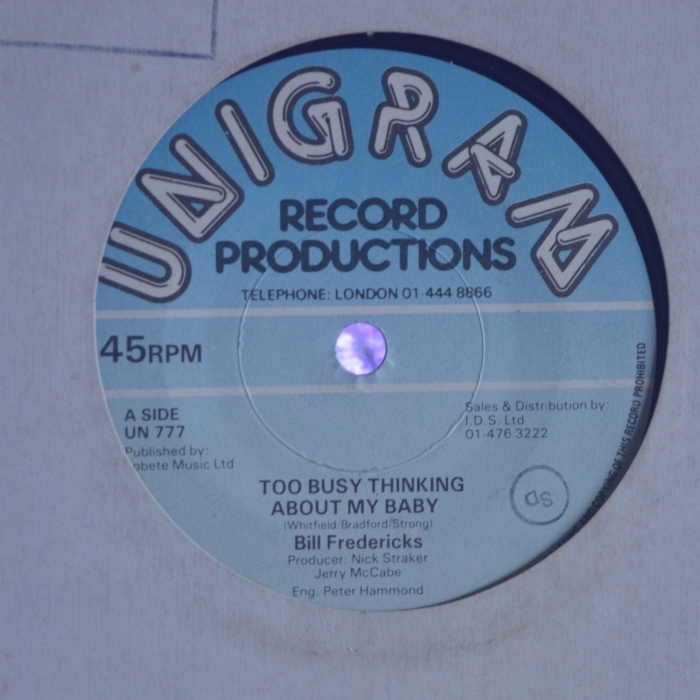 UNIGRAM
RECORD
PRODUCTIONS
TELEPHONE: LONDON 01-444 8866
45RPM
A SIDE
UN 777
Published by:
obete Music Ltd
Sales & Distribution by:
I.D.S. Ltd
01-476 3222
TOO BUSY THINKING
ABOUT MY BABY
(Whitfield/Bradford/Strong)
Bill Fredericks
Producer: Nick Straker
Jerry McCabe
Eng. Peter Hammond
OF THIS RECORD PROHIBITED